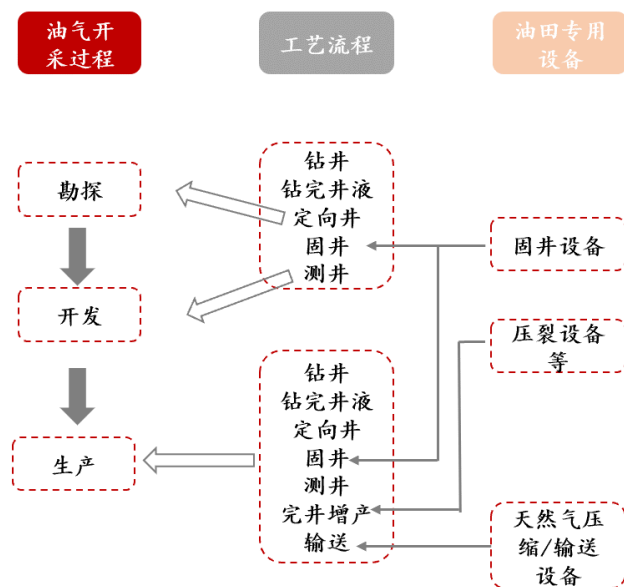 油气开
采过程
工艺流程
油田专用
设备
勘探
开发
生产
钻井
钻完井液
定向井
固井
测井
钻井
钻完井液
定向井
固井
测井
完井增产
输送
固井设备
压裂设备
等
天然气压
缩/输送
设备